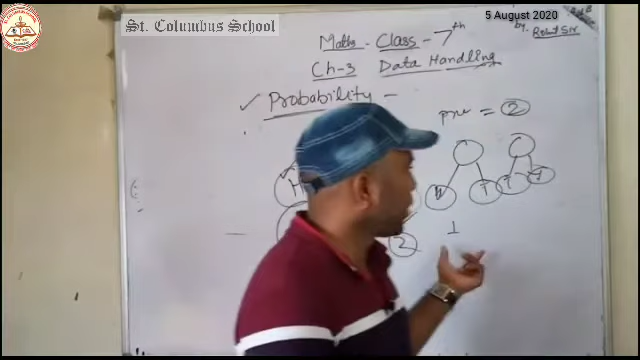 St. Columbus School
5 August 2020
Maths - Class - 7th
by. Rohit Sir
Ch-3 Data Handling
✓ Probability -
= 2
H
H T T H
2
1